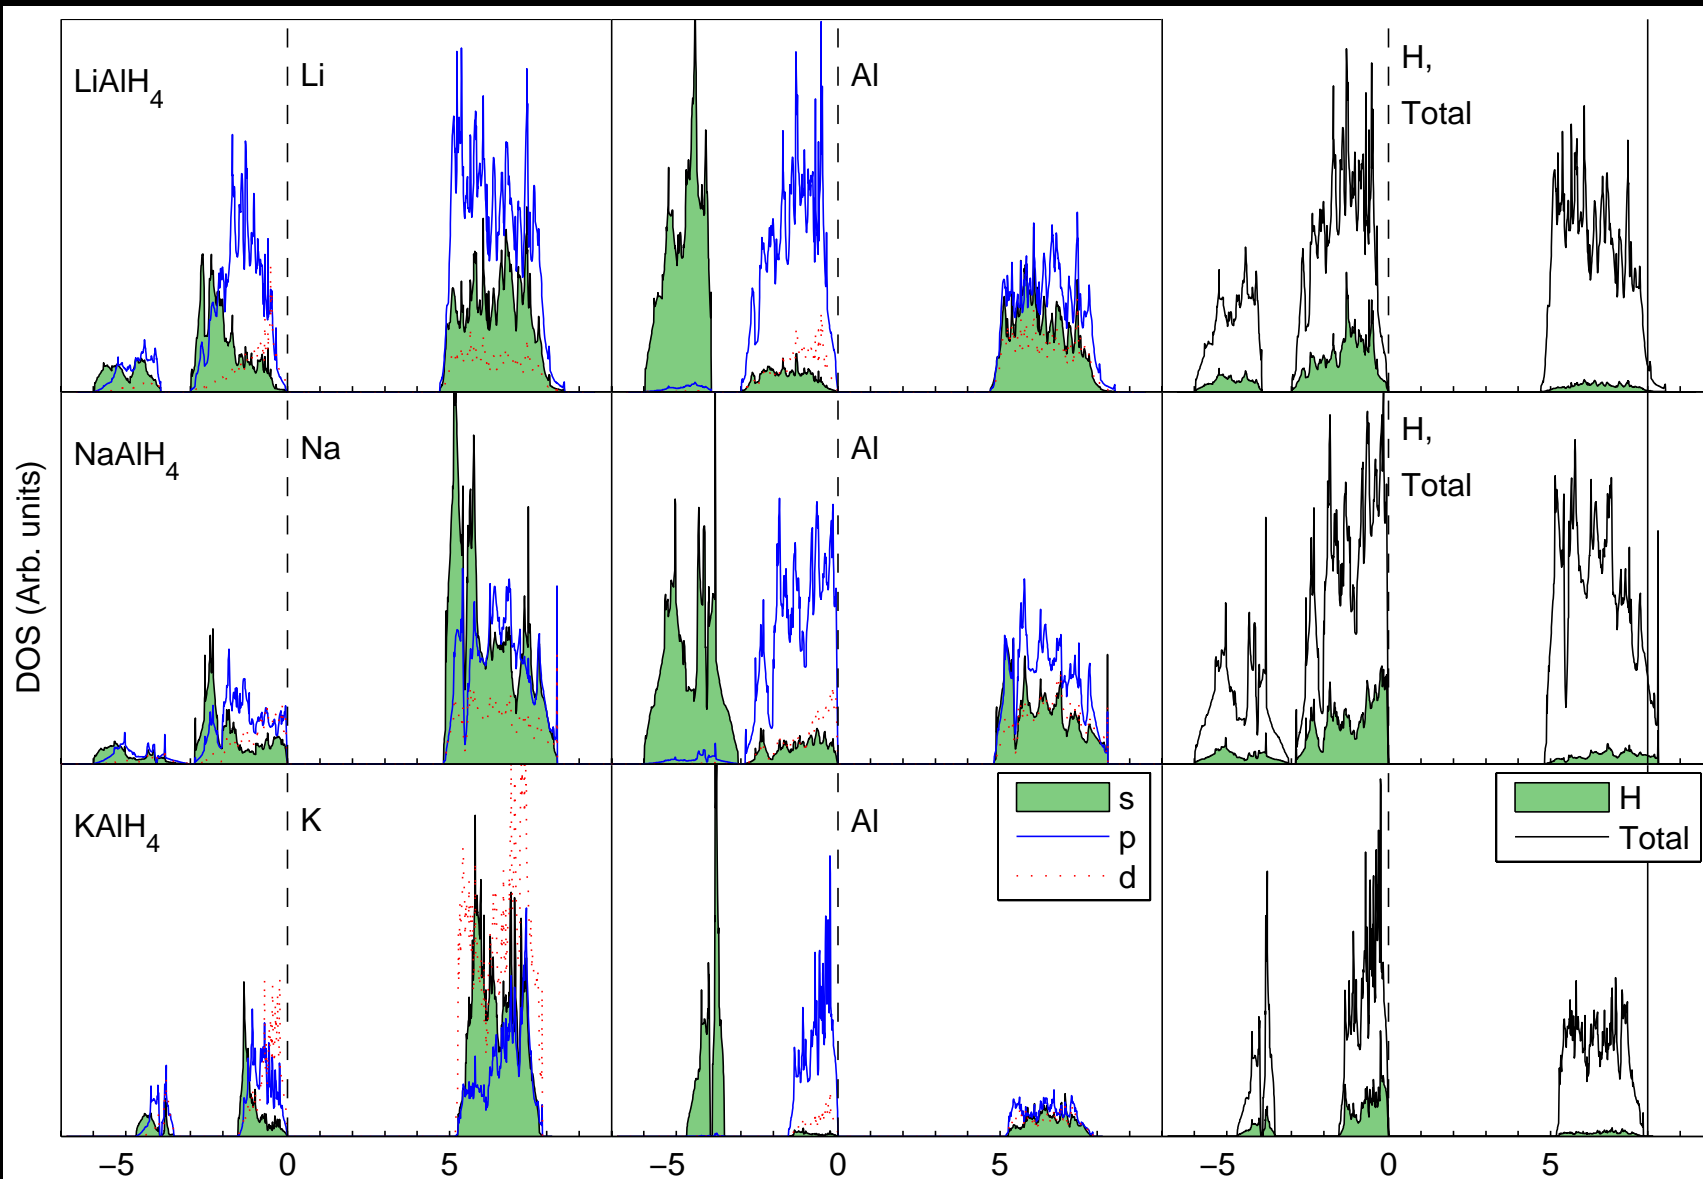 LiAlH4
Li
Al
H,
Total
NaAlH4
Na
Al
H,
Total
DOS (Arb. units)
KAlH4
K
Al
s
p
d
H
Total
−5 0 5 −5 0 5 −5 0 5